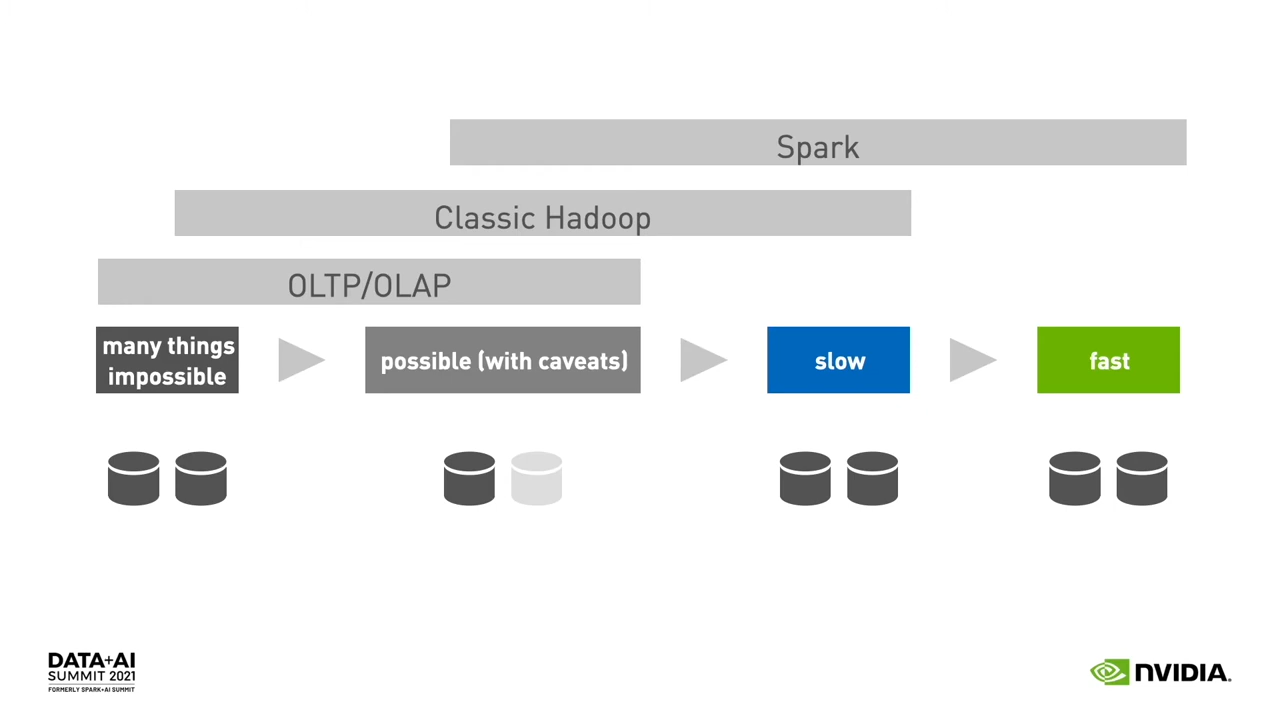 Spark
Classic Hadoop
OLTP/OLAP
many things
impossible
possible (with caveats)
slow
fast
DATA+AI
SUMMIT 2021
FORMERLY SPARK+AI SUMMIT
NVIDIA.